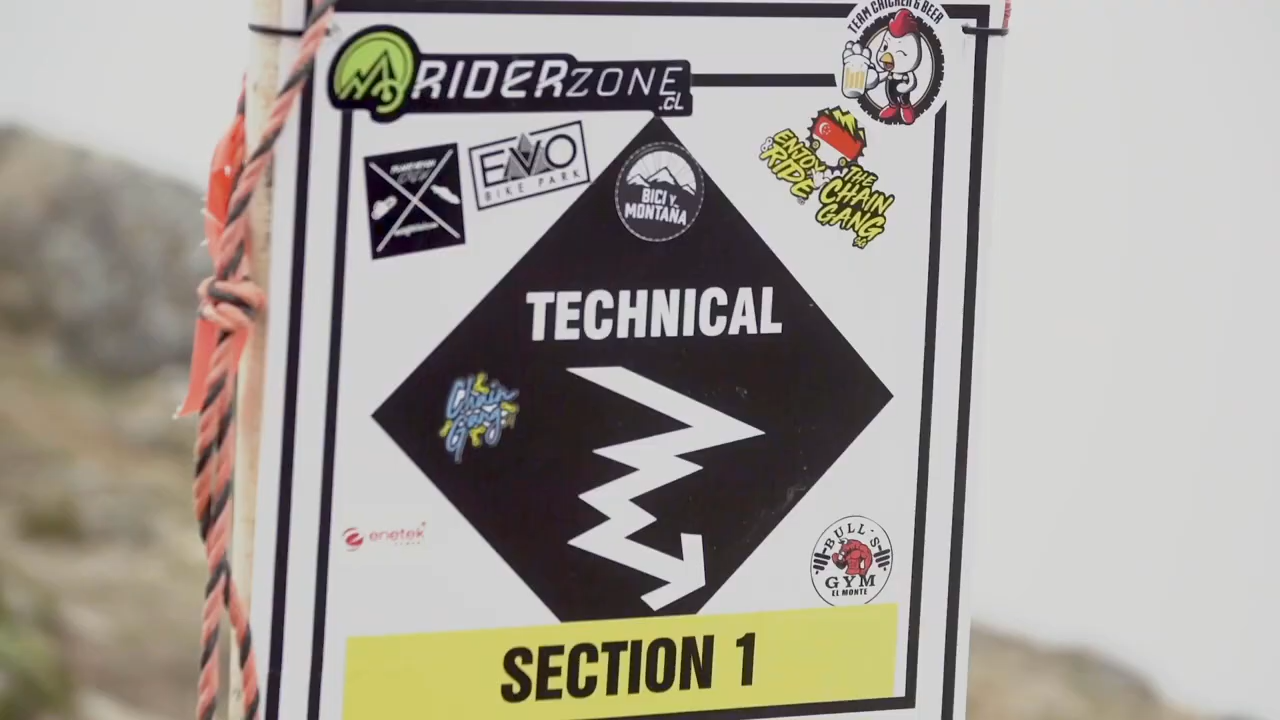 TEAM CHICKEN & BEER
RIDERZONE
.CL
EVO
BIKE PARK
BICI Y
MONTAÑA
ENJOY
RIDE
THE
CHAIN
GANG
SG
TECHNICAL
Chain
Gang
enetek
BULL'S
GYM
EL MONTE
SECTION 1